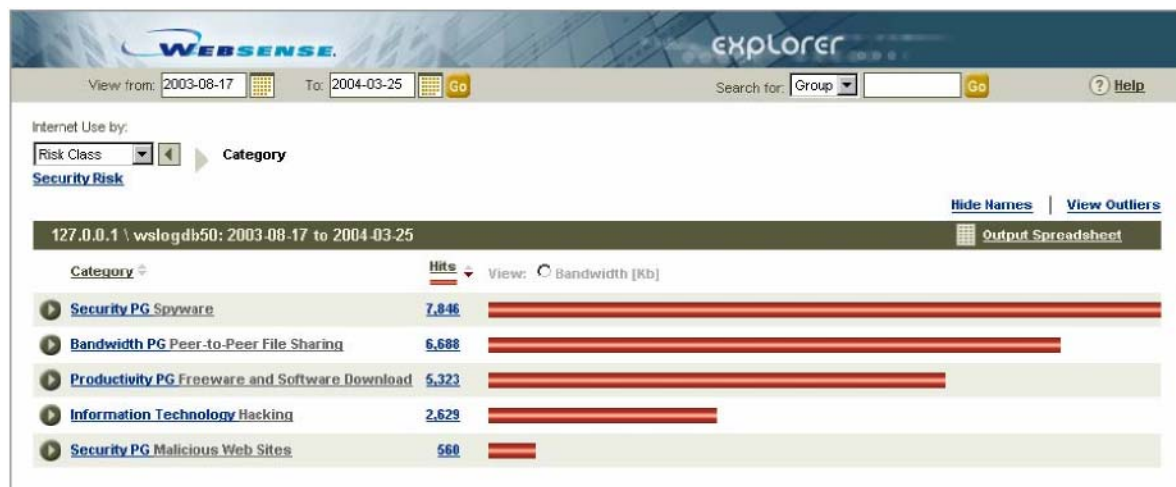 WEBSENSE.
explorer
View from: 2003-08-17 To: 2004-03-25 Go Search for: Group Go ? Help
Internet Use by:
Risk Class Category
Security Risk
Hide Names | View Outliers
127.0.0.1 \ wslogdb50: 2003-08-17 to 2004-03-25 Output Spreadsheet
Category Hits View: Bandwidth [Kb]
Security PG Spyware 7,846
Bandwidth PG Peer-to-Peer File Sharing 6,688
Productivity PG Freeware and Software Download 5,323
Information Technology Hacking 2,629
Security PG Malicious Web Sites 560